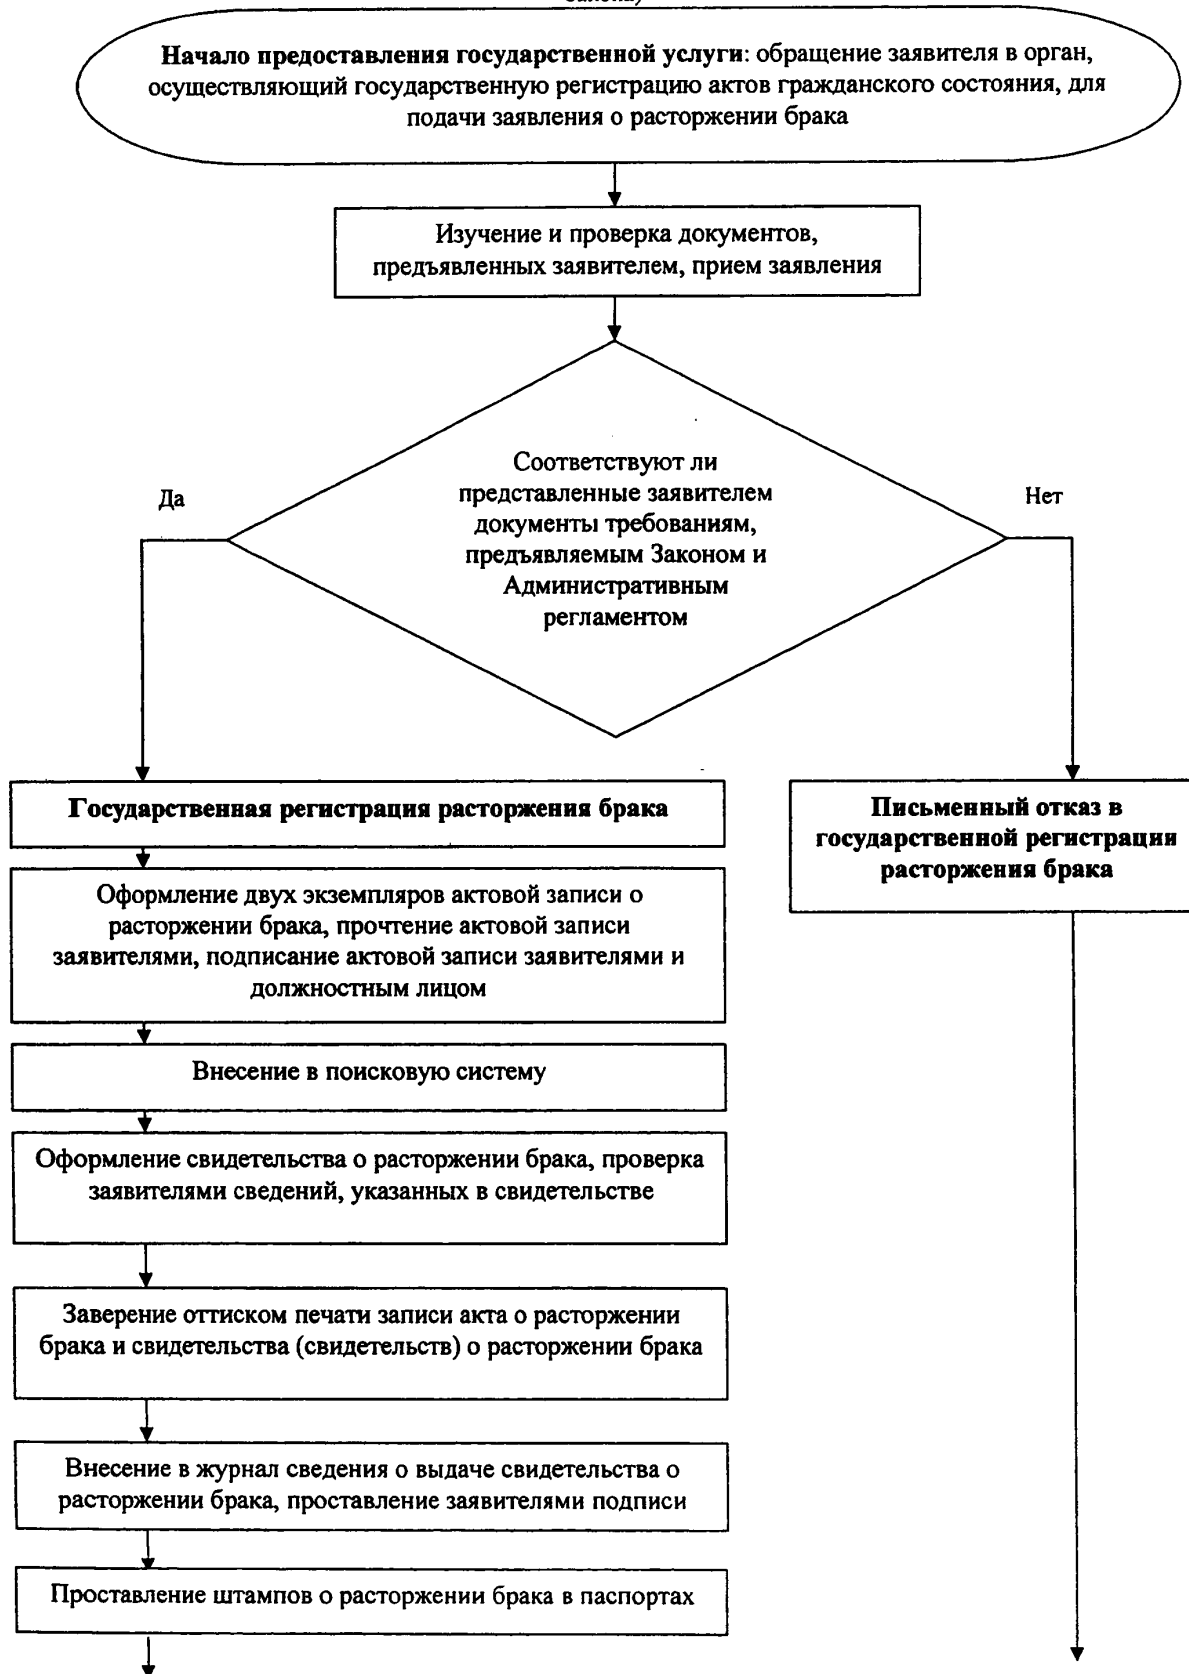 Начало предоставления государственной услуги: обращение заявителя в орган,
осуществляющий государственную регистрацию актов гражданского состояния, для
подачи заявления о расторжении брака
Изучение и проверка документов,
предъявленных заявителем, прием заявления
Соответствуют ли
представленные заявителем
документы требованиям,
предъявляемым Законом и
Административным
регламентом
Да
Нет
Государственная регистрация расторжения брака
Оформление двух экземпляров актовой записи о
расторжении брака, прочтение актовой записи
заявителями, подписание актовой записи заявителями и
должностным лицом
Внесение в поисковую систему
Оформление свидетельства о расторжении брака, проверка
заявителями сведений, указанных в свидетельстве
Заверение оттиском печати записи акта о расторжении
брака и свидетельства (свидетельств) о расторжении брака
Внесение в журнал сведения о выдаче свидетельства о
расторжении брака, проставление заявителями подписи
Проставление штампов о расторжении брака в паспортах
Письменный отказ в
государственной регистрации
расторжения брака